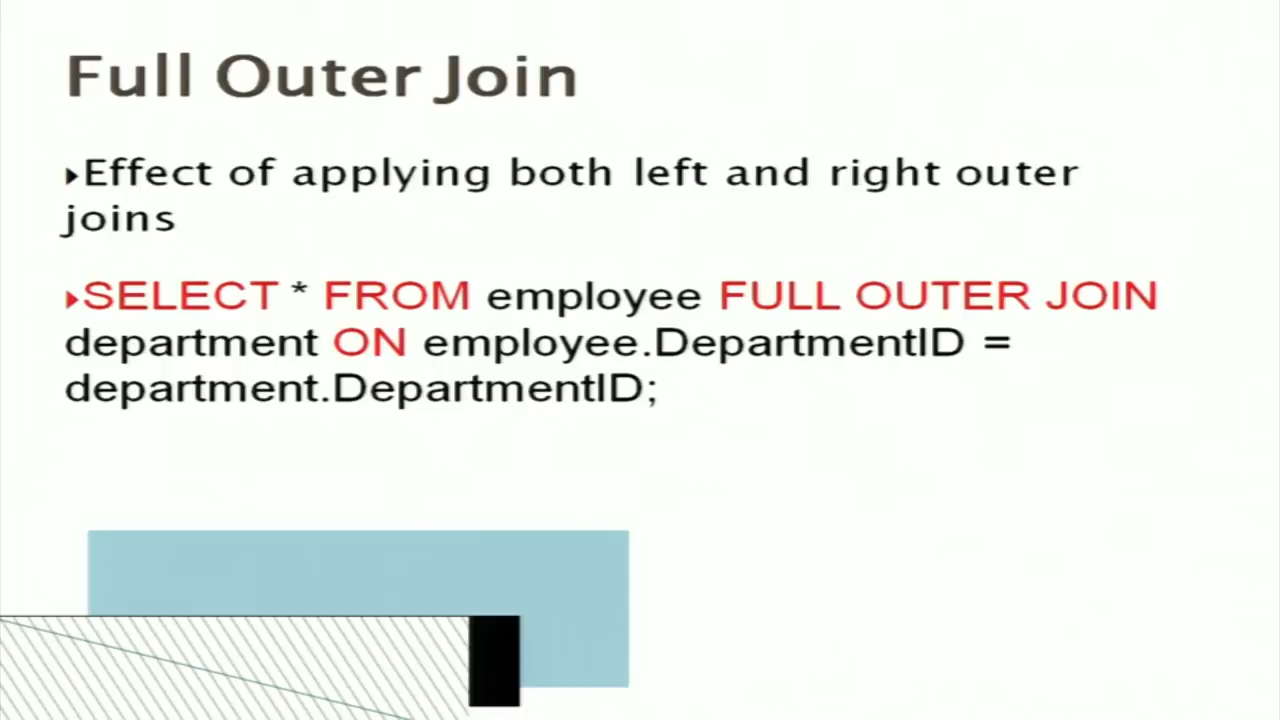 Full Outer Join
▸Effect of applying both left and right outer
joins
▸SELECT * FROM employee FULL OUTER JOIN
department ON employee.DepartmentID =
department.DepartmentID;